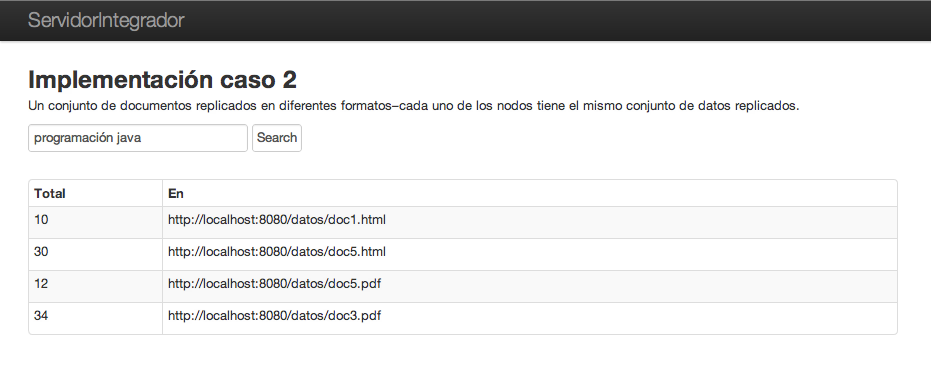 ServidorIntegrador
Implementación caso 2
Un conjunto de documentos replicados en diferentes formatos–cada uno de los nodos tiene el mismo conjunto de datos replicados.
programación java Search
Total En
10 http://localhost:8080/datos/doc1.html
30 http://localhost:8080/datos/doc5.html
12 http://localhost:8080/datos/doc5.pdf
34 http://localhost:8080/datos/doc3.pdf